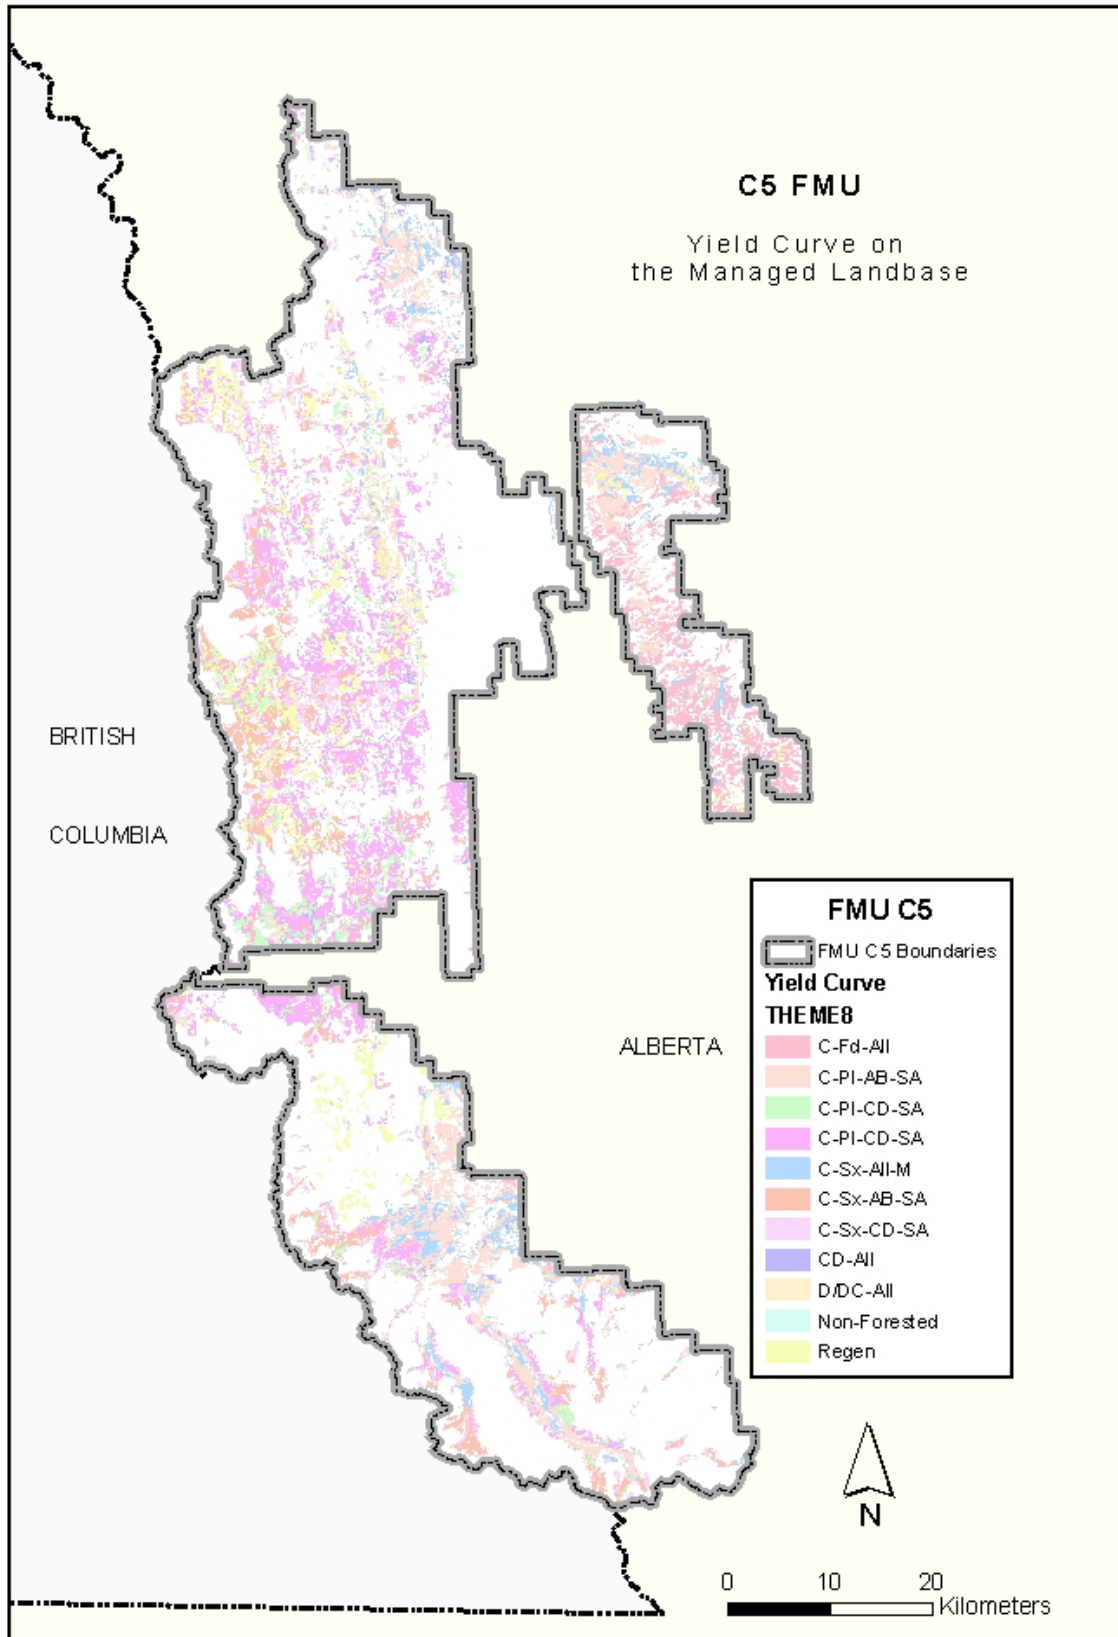 C5 FMU
Yield Curve on
the Managed Landbase
BRITISH
COLUMBIA
ALBERTA
FMU C5
FMU C5 Boundaries
Yield Curve
THEME8
C-Fd-All
C-Pl-AB-SA
C-Pl-CD-SA
C-Pl-CD-SA
C-Sx-All-M
C-Sx-AB-SA
C-Sx-CD-SA
CD-All
D/DC-All
Non-Forested
Regen
N
0 10 20
Kilometers